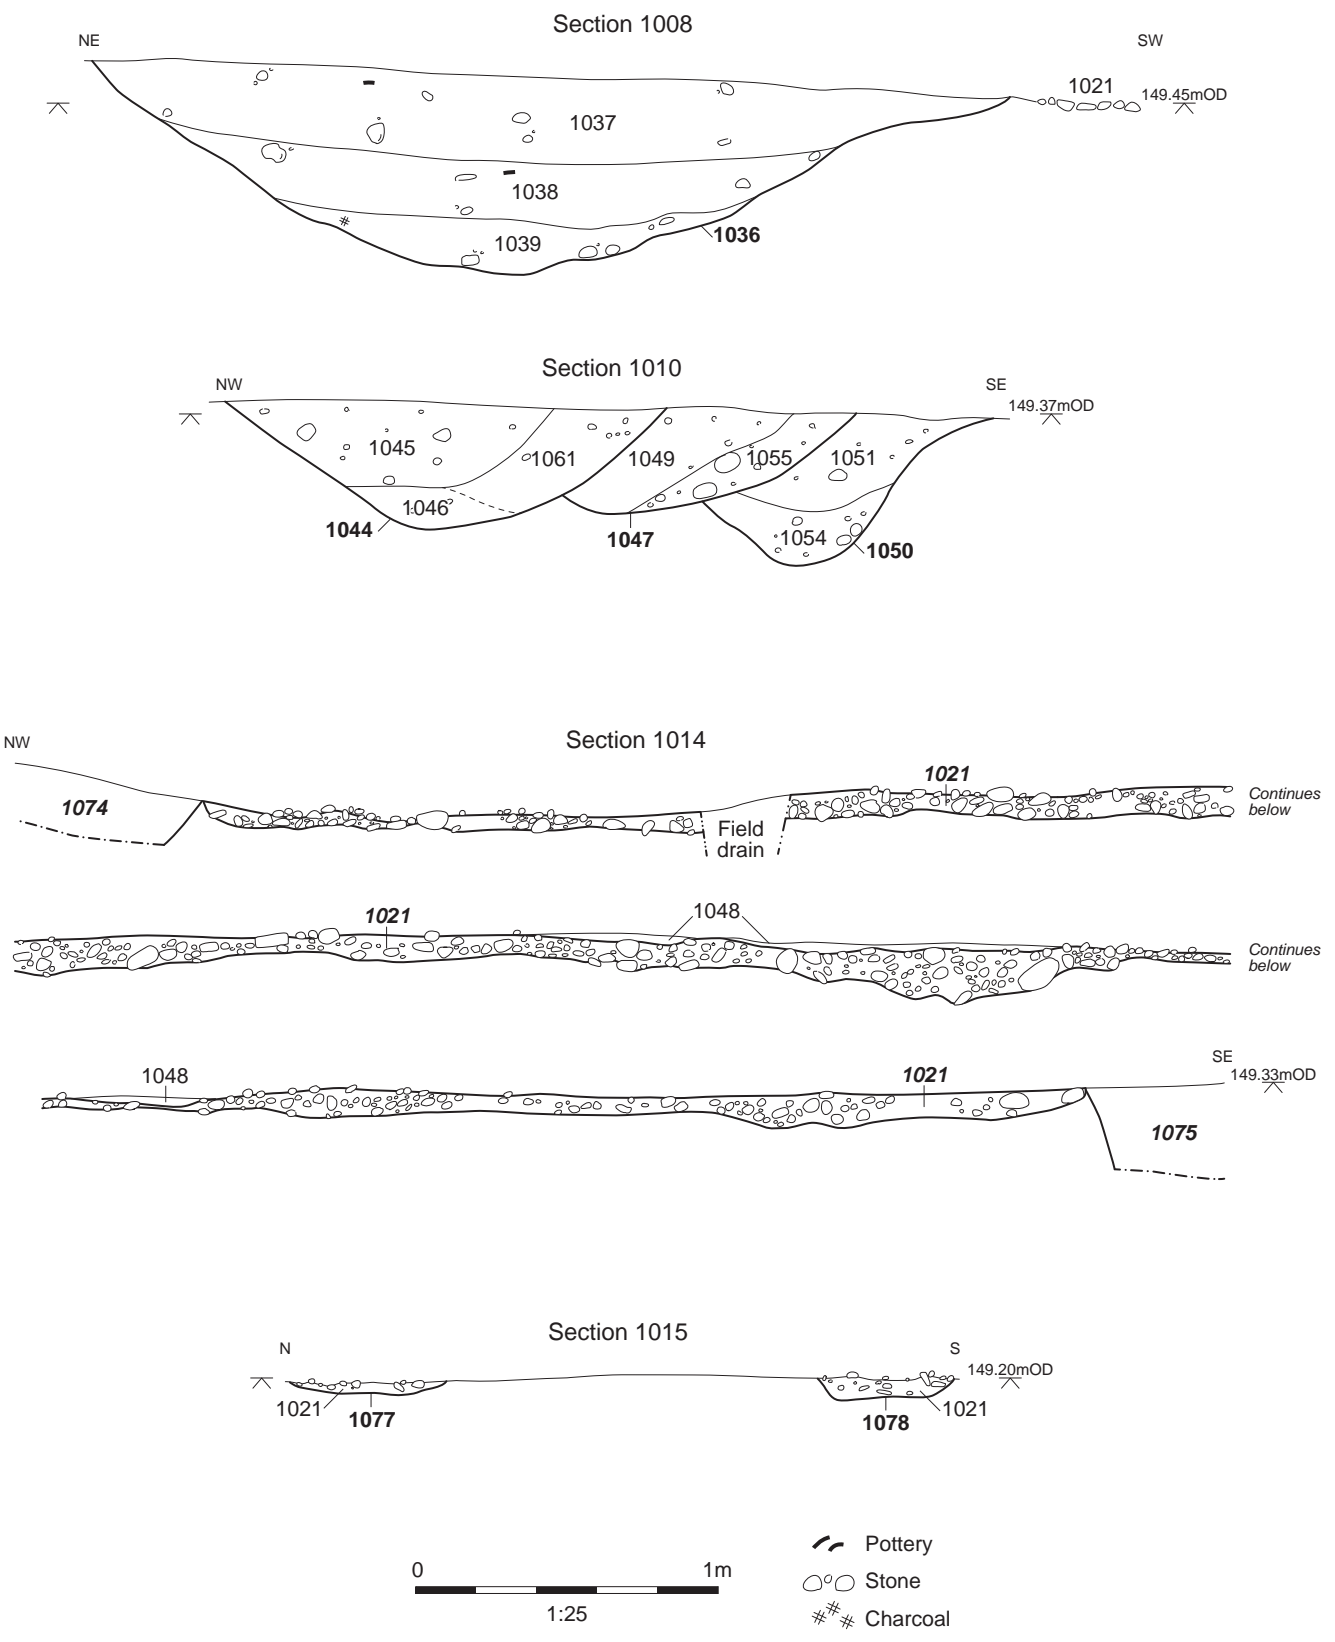 Section 1008
NE
SW
1021
149.45mOD
1037
1038
1039
1036
Section 1010
NW
SE
149.37mOD
1045
1061
1049
1055
1051
1046
1044
1047
1054
1050
Section 1014
NW
1074
1021
Continues
below
Field
drain
1021
1048
Continues
below
1048
1021
SE
149.33mOD
1075
Section 1015
N
S
149.20mOD
1021
1077
1078
1021
0
1m
1:25
Pottery
Stone
Charcoal